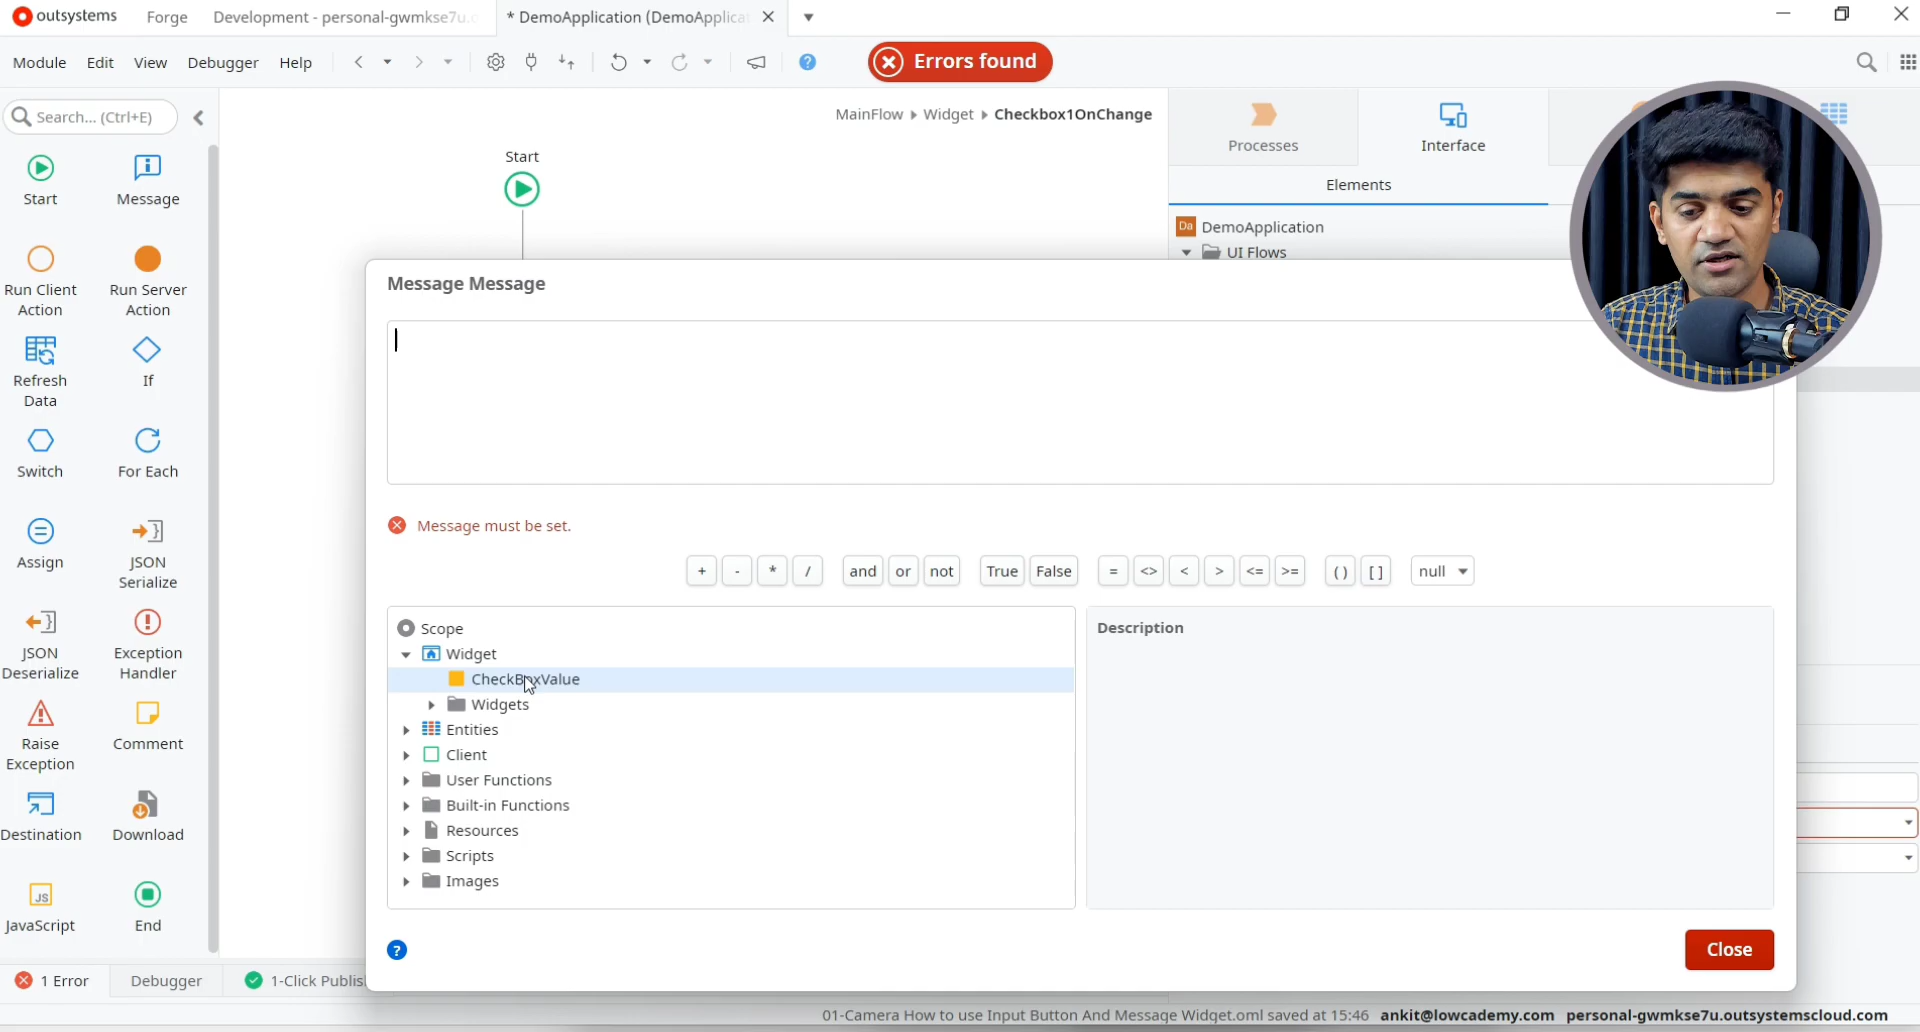 outsystems
Forge
Development - personal-gwmkse7u.o
* DemoApplication (DemoApplicat
Module
Edit
View
Debugger
Help
Errors found
Search... (Ctrl+E)
MainFlow
Widget
Checkbox1OnChange
Start
Processes
Interface
Elements
Da DemoApplication
UI Flows
Start
Message
Run Client
Action
Run Server
Action
Refresh
Data
If
Switch
For Each
Assign
JSON
Serialize
JSON
Deserialize
Exception
Handler
Raise
Exception
Comment
Destination
Download
JS
JavaScript
End
Message Message
Message must be set.
+ - * / and or not True False = <> < > <= >= ( ) [ ] null
Scope
Widget
CheckBoxValue
Widgets
Entities
Client
User Functions
Built-in Functions
Resources
Scripts
Images
Description
Close
1 Error
Debugger
1-Click Publis
01-Camera How to use Input Button And Message Widget.oml saved at 15:46 ankit@lowcademy.com personal-gwmkse7u.outsystemscloud.com